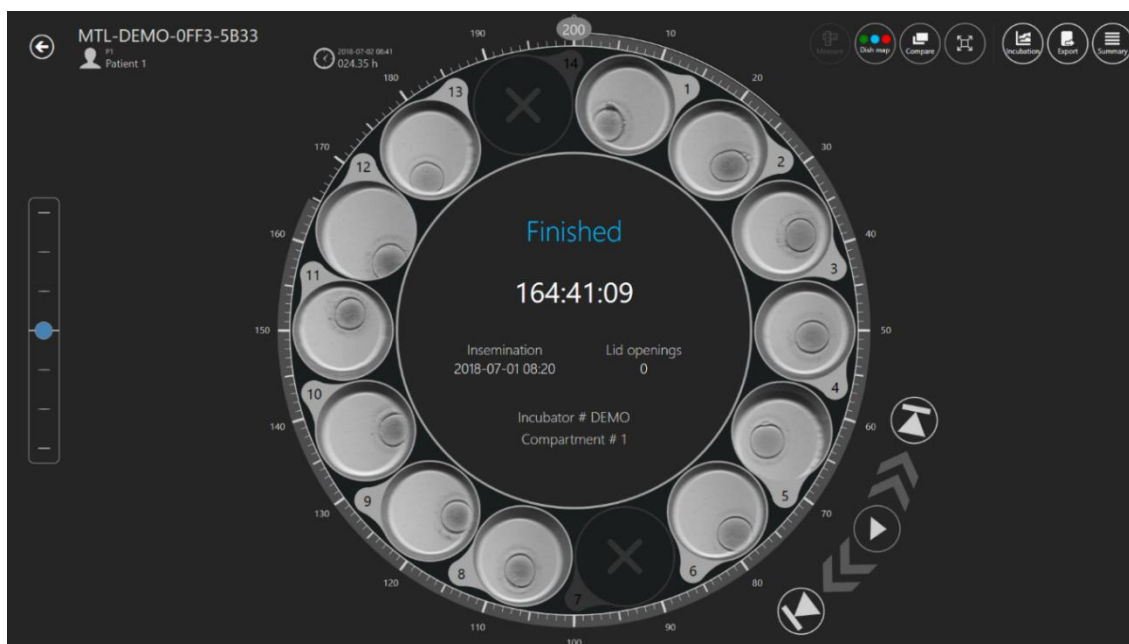 MTL-DEMO-0FF3-5B33
P1
Patient 1
2018-07-02 08:41
024.35 h
Measure
Dish map
Compare
Incubation
Export
Summary
200
10
20
30
40
50
60
70
80
90
100
110
120
130
140
150
160
170
180
190
1
2
3
4
5
6
7
8
9
10
11
12
13
14
Finished
164:41:09
Insemination
2018-07-01 08:20
Lid openings
0
Incubator # DEMO
Compartment # 1